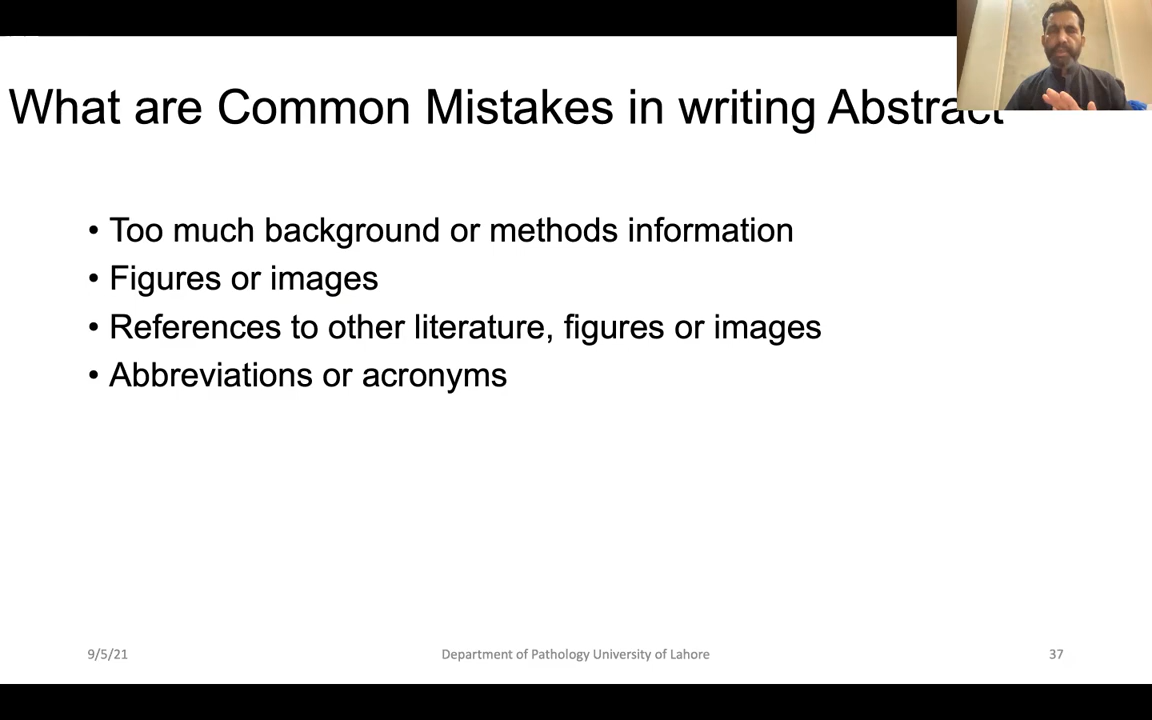 What are Common Mistakes in writing Abstract
• Too much background or methods information
• Figures or images
• References to other literature, figures or images
• Abbreviations or acronyms
9/5/21
Department of Pathology University of Lahore
37